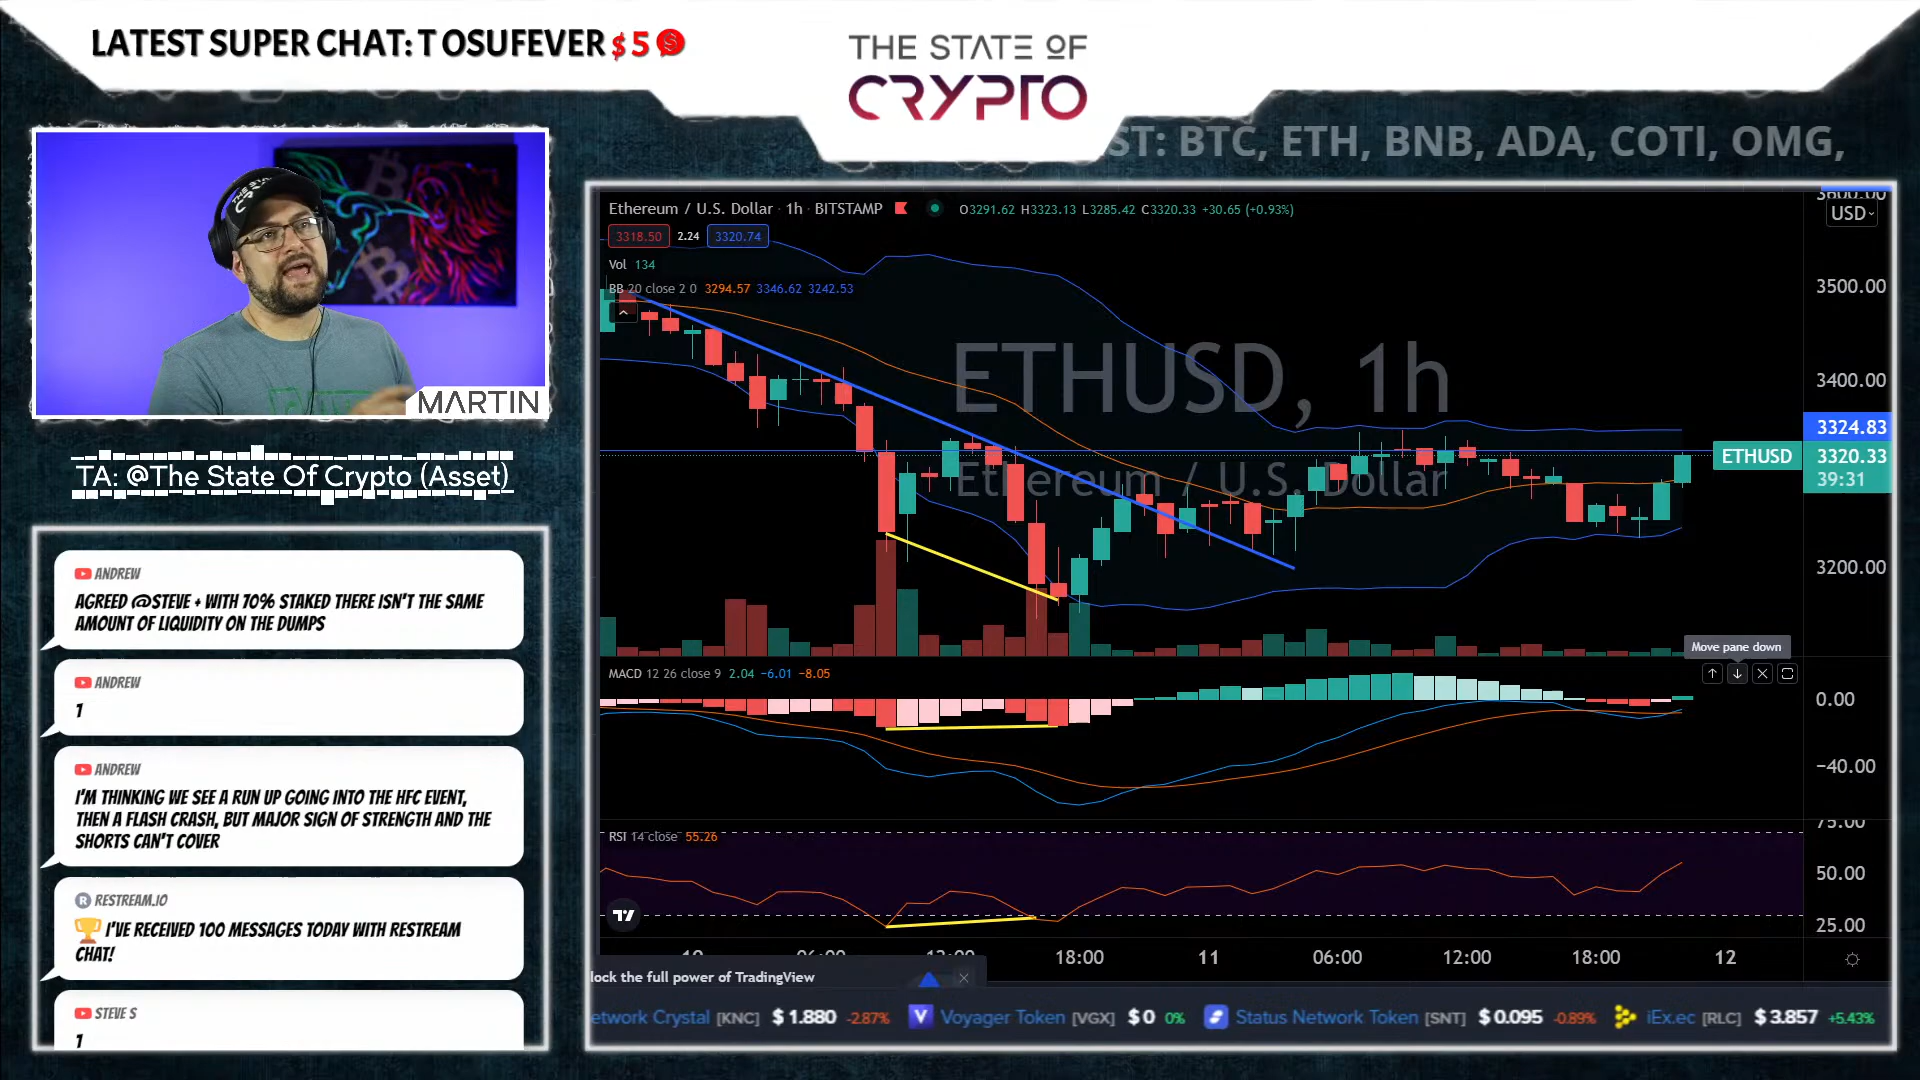 LATEST SUPER CHAT: T OSUFEVER $5
THE STATE OF
CRYPTO
ST: BTC, ETH, BNB, ADA, COTI, OMG,
MARTIN
TA: @The State Of Crypto (Asset)
ANDREW
AGREED @STEVE + WITH 70% STAKED THERE ISN'T THE SAME
AMOUNT OF LIQUIDITY ON THE DUMPS
ANDREW
1
ANDREW
I'M THINKING WE SEE A RUN UP GOING INTO THE HFC EVENT,
THEN A FLASH CRASH, BUT MAJOR SIGN OF STRENGTH AND THE
SHORTS CAN'T COVER
RESTREAM.IO
I'VE RECEIVED 100 MESSAGES TODAY WITH RESTREAM
CHAT!
STEVE S
1
Ethereum / U.S. Dollar · 1h · BITSTAMP O3291.62 H3323.13 L3285.42 C3320.33 +30.65 (+0.93%)
3318.50 2.24 3320.74
Vol 134
BB 20 close 2 0 3294.57 3346.62 3242.53
ETHUSD, 1h
Ethereum / U.S. Dollar
USD
3500.00
3400.00
3324.83
ETHUSD 3320.33
39:31
3200.00
Move pane down
MACD 12 26 close 9 2.04 −6.01 −8.05
0.00
−40.00
RSI 14 close 55.26
75.00
50.00
25.00
18:00 11 06:00 12:00 18:00 12
lock the full power of TradingView
etwork Crystal [KNC] $ 1.880 -2.87% Voyager Token [VGX] $ 0 0% Status Network Token [SNT] $ 0.095 -0.89% iEx.ec [RLC] $ 3.857 +5.43%